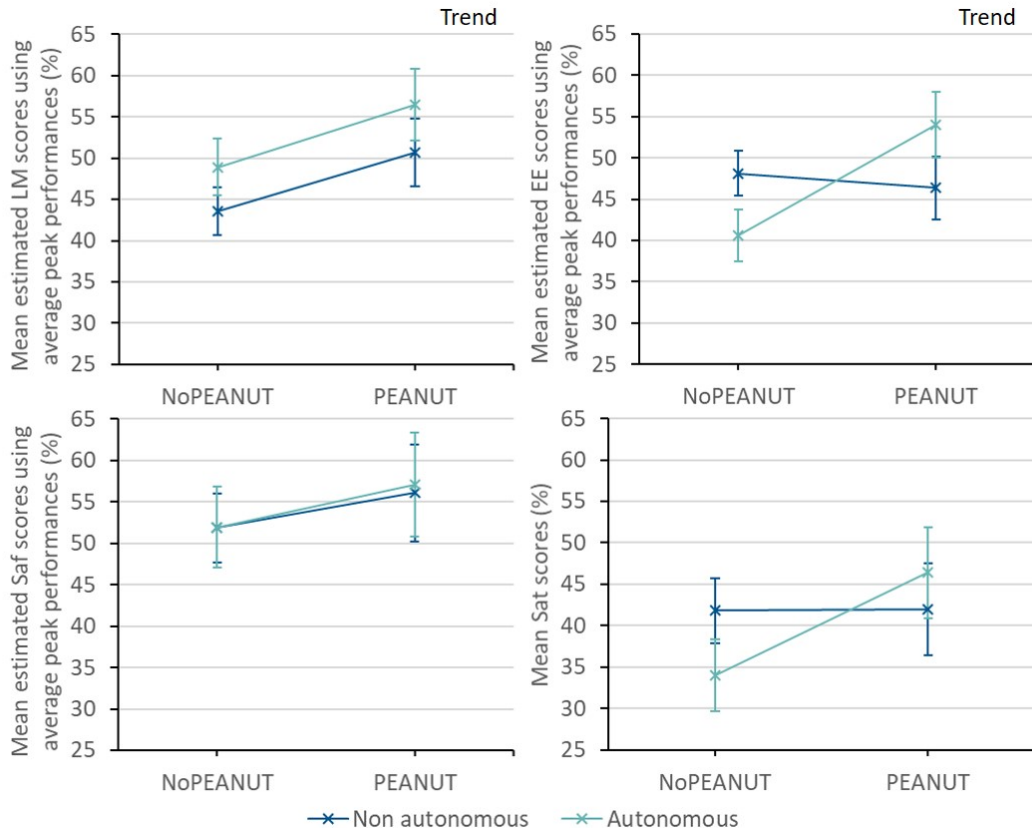 Trend
Mean estimated LM scores using
average peak performances (%)
65
60
55
50
45
40
35
30
25
NoPEANUT
PEANUT
Trend
Mean estimated EE scores using
average peak performances (%)
65
60
55
50
45
40
35
30
25
NoPEANUT
PEANUT
Mean estimated Saf scores using
average peak performances (%)
65
60
55
50
45
40
35
30
25
NoPEANUT
PEANUT
Mean Sat scores (%)
65
60
55
50
45
40
35
30
25
NoPEANUT
PEANUT
Non autonomous
Autonomous